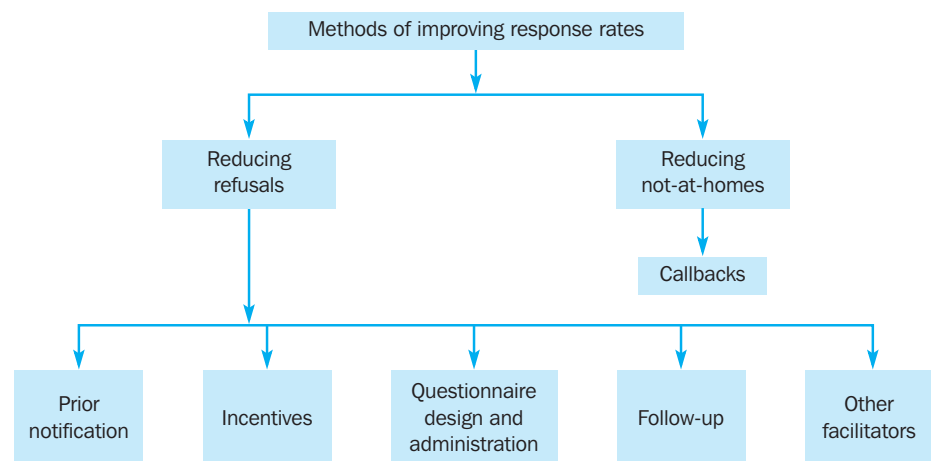 Methods of improving response rates
Reducing
refusals
Reducing
not-at-homes
Callbacks
Prior
notification
Incentives
Questionnaire
design and
administration
Follow-up
Other
facilitators